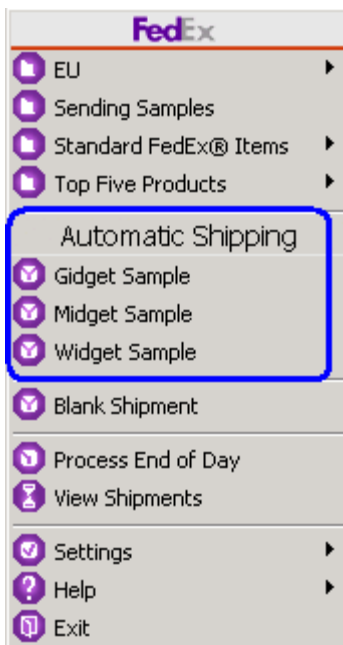 FedEx
EU
Sending Samples
Standard FedEx® Items
Top Five Products
Automatic Shipping
Gidget Sample
Midget Sample
Widget Sample
Blank Shipment
Process End of Day
View Shipments
Settings
Help
Exit